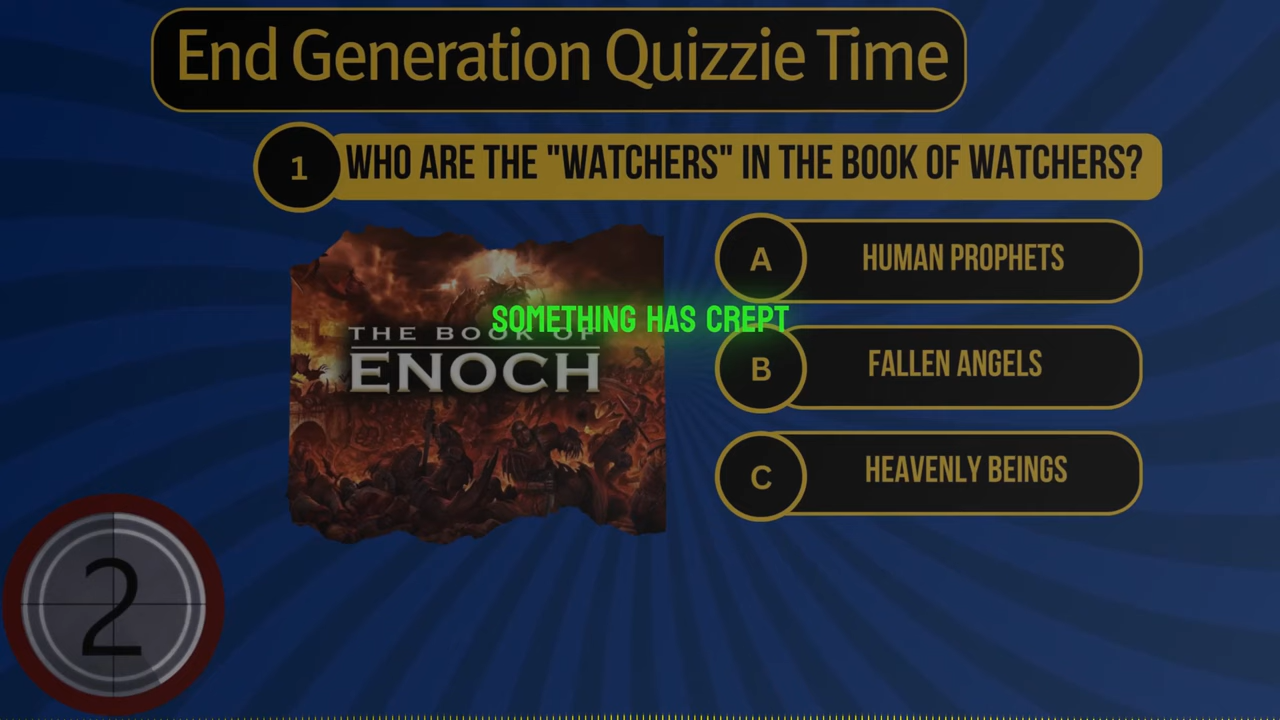 End Generation Quizzie Time
1
WHO ARE THE "WATCHERS" IN THE BOOK OF WATCHERS?
A
HUMAN PROPHETS
SOMETHING HAS CREPT
THE BOOK OF
ENOCH
B
FALLEN ANGELS
C
HEAVENLY BEINGS
2